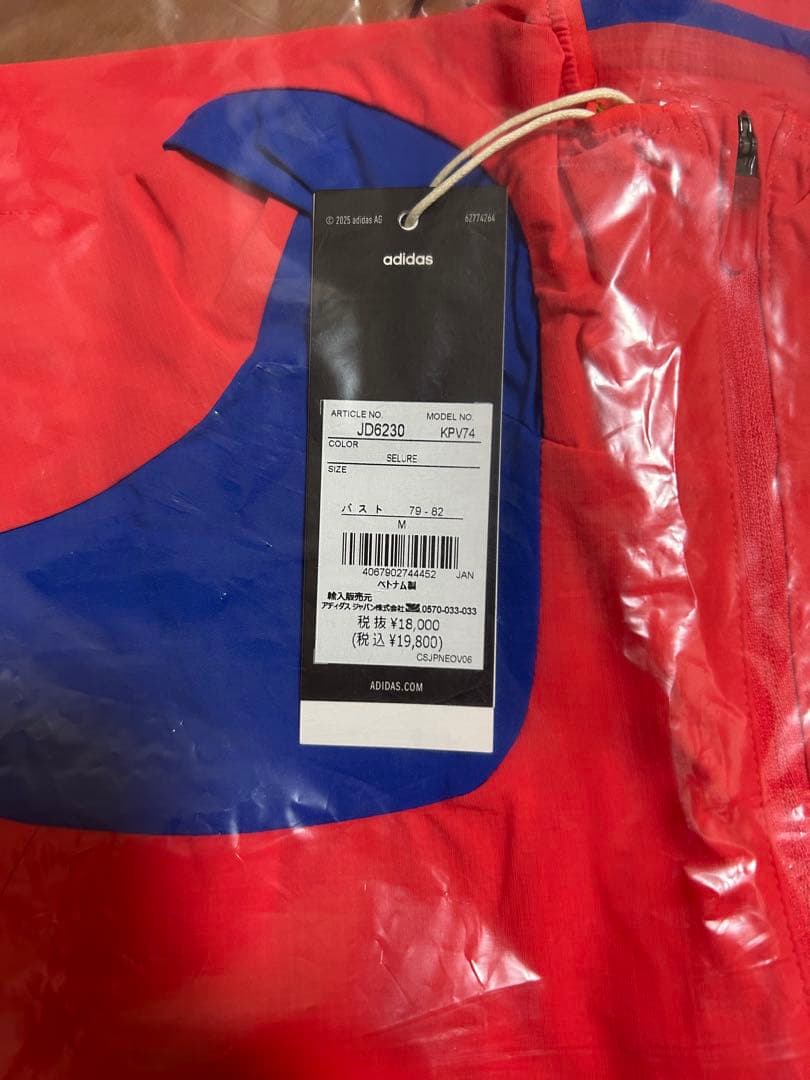 © 2025 adidas AG 62774264
adidas
ARTICLE NO. MODEL NO.
JD6230 KPV74
COLOR
SELURE
SIZE
バスト 79 - 82
M
4067902744452 JAN
ベトナム製
輸入販売元
アディダス ジャパン株式会社 0570-033-033
税抜 ¥18,000
(税込 ¥19,800)
CSJPNEOV06
ADIDAS.COM